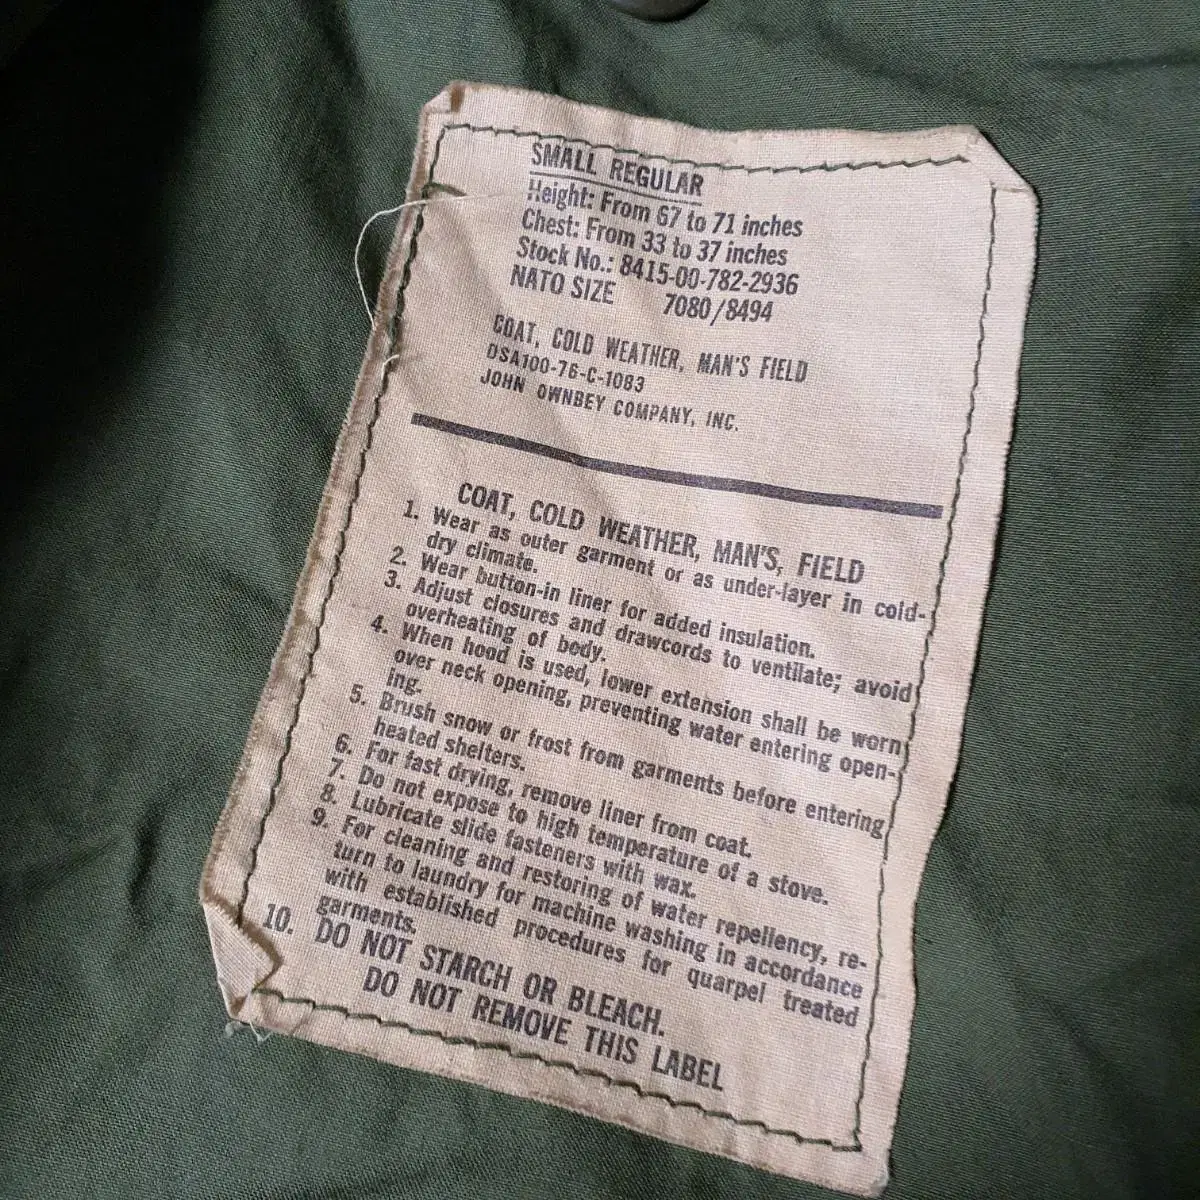 SMALL REGULAR
Height: From 67 to 71 inches
Chest: From 33 to 37 inches
Stock No.: 8415-00-782-2936
NATO SIZE 7080/8494
COAT, COLD WEATHER, MAN'S FIELD
DSA100-76-C-1083
JOHN OWNBEY COMPANY, INC.
COAT, COLD WEATHER, MAN'S, FIELD
1. Wear as outer garment or as under-layer in cold-
dry climate.
2. Wear button-in liner for added insulation.
3. Adjust closures and drawcords to ventilate; avoid
overheating of body.
4. When hood is used, lower extension shall be worn
over neck opening, preventing water entering open-
ing.
5. Brush snow or frost from garments before entering
heated shelters.
6. For fast drying, remove liner from coat.
7. Do not expose to high temperature of a stove.
8. Lubricate slide fasteners with wax.
9. For cleaning and restoring of water repellency, re-
turn to laundry for machine washing in accordance
with established procedures for quarpel treated
garments.
10. DO NOT STARCH OR BLEACH.
DO NOT REMOVE THIS LABEL